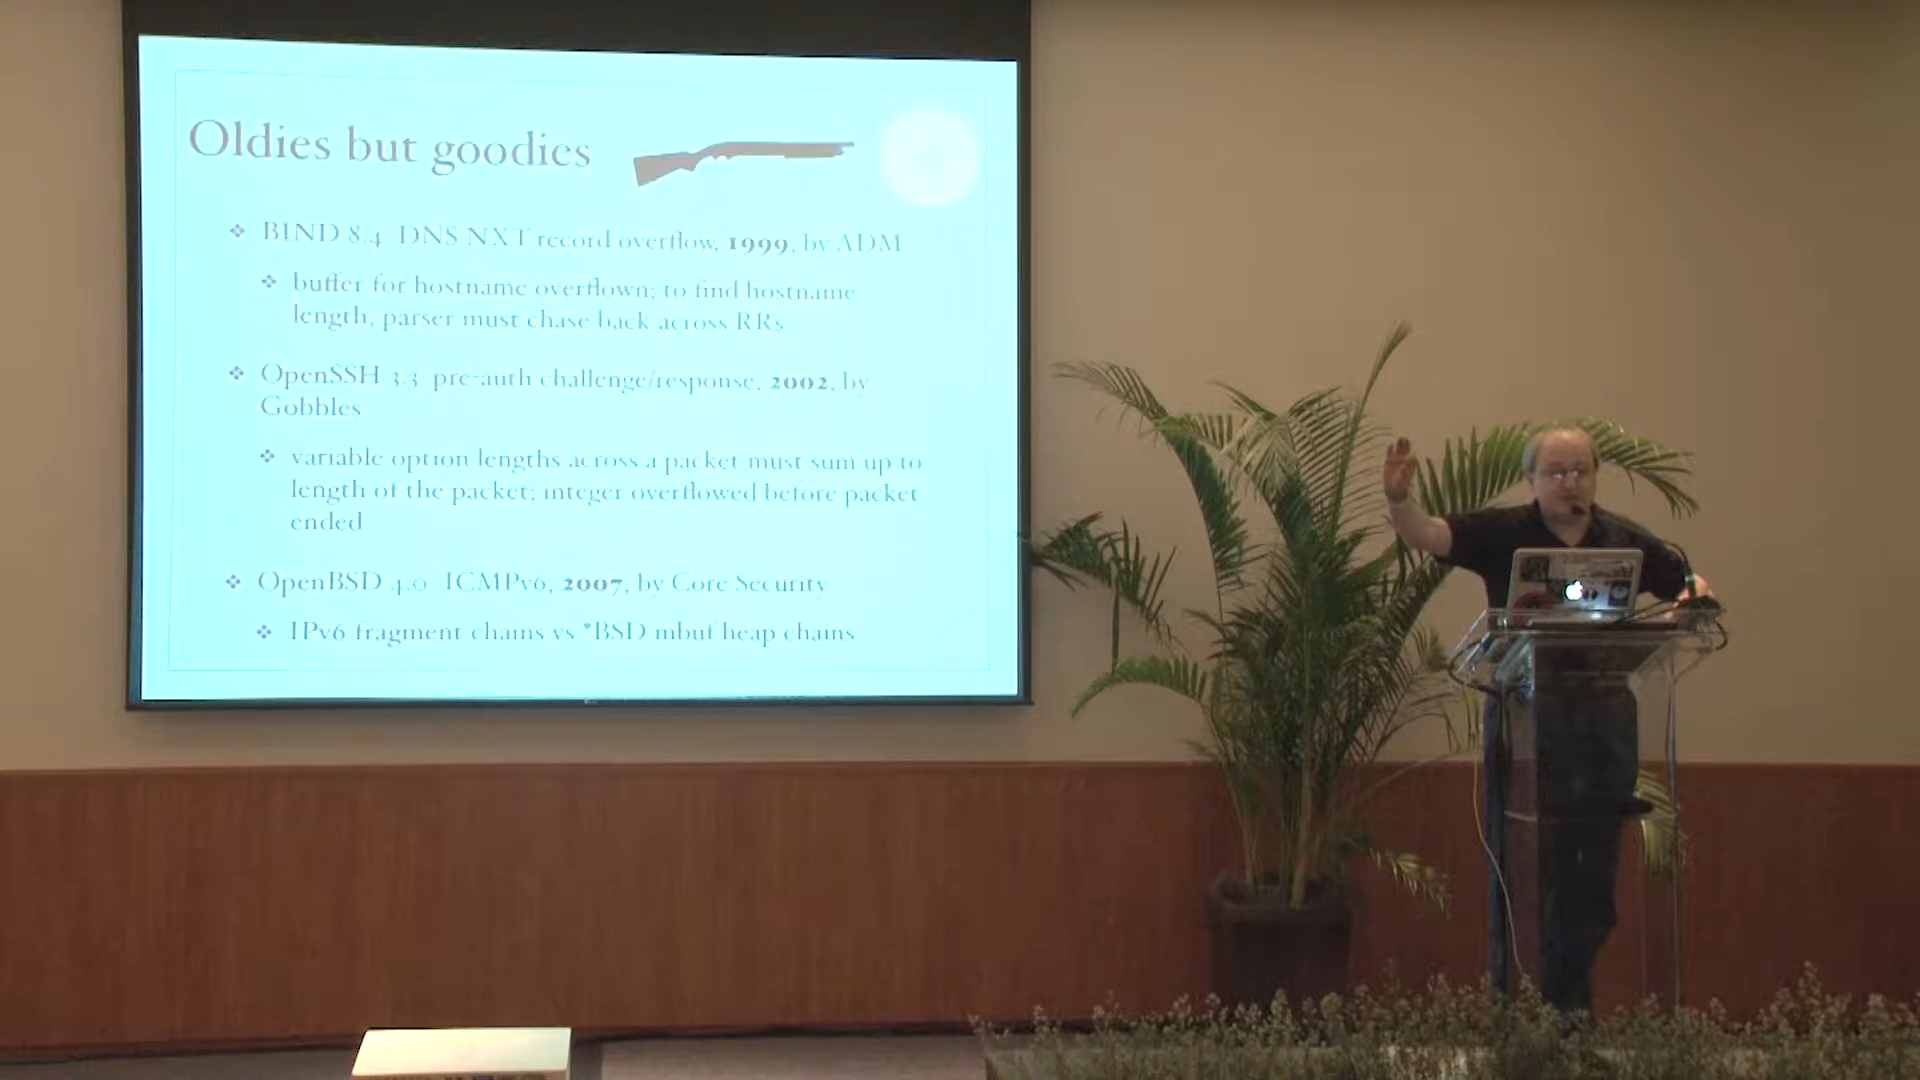 Oldies but goodies
BIND 8.4 DNS NXT record overflow, 1999, by ADM
buffer for hostname overflown; to find hostname
length, parser must chase back across RRs
OpenSSH 3.3 pre-auth challenge/response, 2002, by
Gobbles
variable option lengths across a packet must sum up to
length of the packet; integer overflowed before packet
ended
OpenBSD 4.0 ICMPv6, 2007, by Core Security
IPv6 fragment chains vs *BSD mbuf heap chains